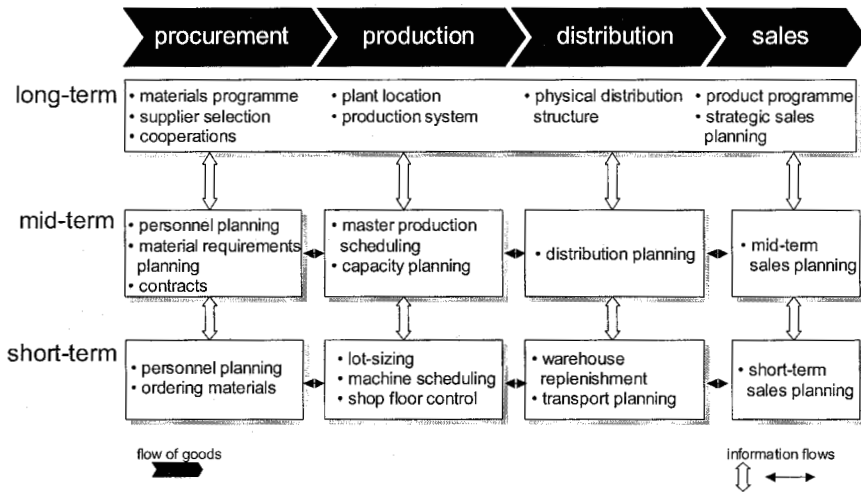 procurement
production
distribution
sales
long-term
• materials programme
• supplier selection
• cooperations
• plant location
• production system
• physical distribution
structure
• product programme
• strategic sales
planning
mid-term
• personnel planning
• material requirements
planning
• contracts
• master production
scheduling
• capacity planning
• distribution planning
• mid-term
sales planning
short-term
• personnel planning
• ordering materials
• lot-sizing
• machine scheduling
• shop floor control
• warehouse
replenishment
• transport planning
• short-term
sales planning
flow of goods
information flows